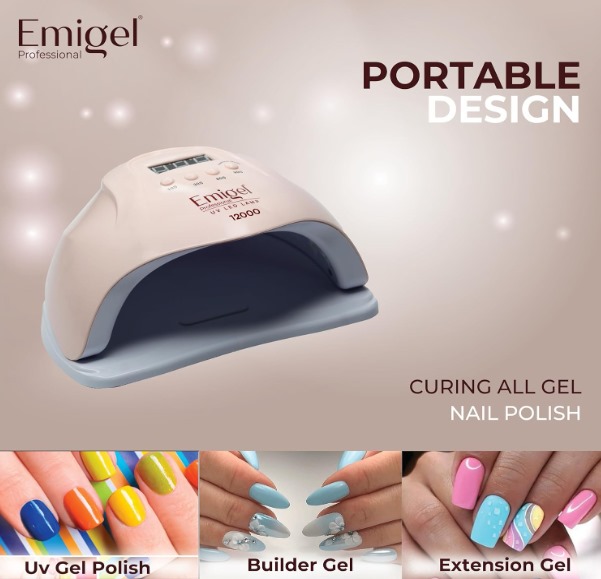 Emigel®
Professional
PORTABLE
DESIGN
Emigel
Professional
UV LED LAMP
12000
CURING ALL GEL
NAIL POLISH
Uv Gel Polish
Builder Gel
Extension Gel